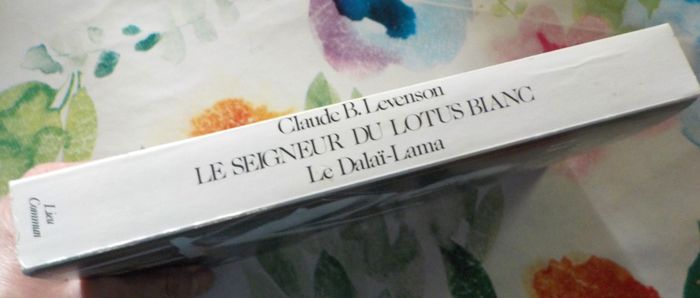 Claude B. Levenson
LE SEIGNEUR DU LOTUS BLANC
Le Dalaï-Lama
Lieu
Commun